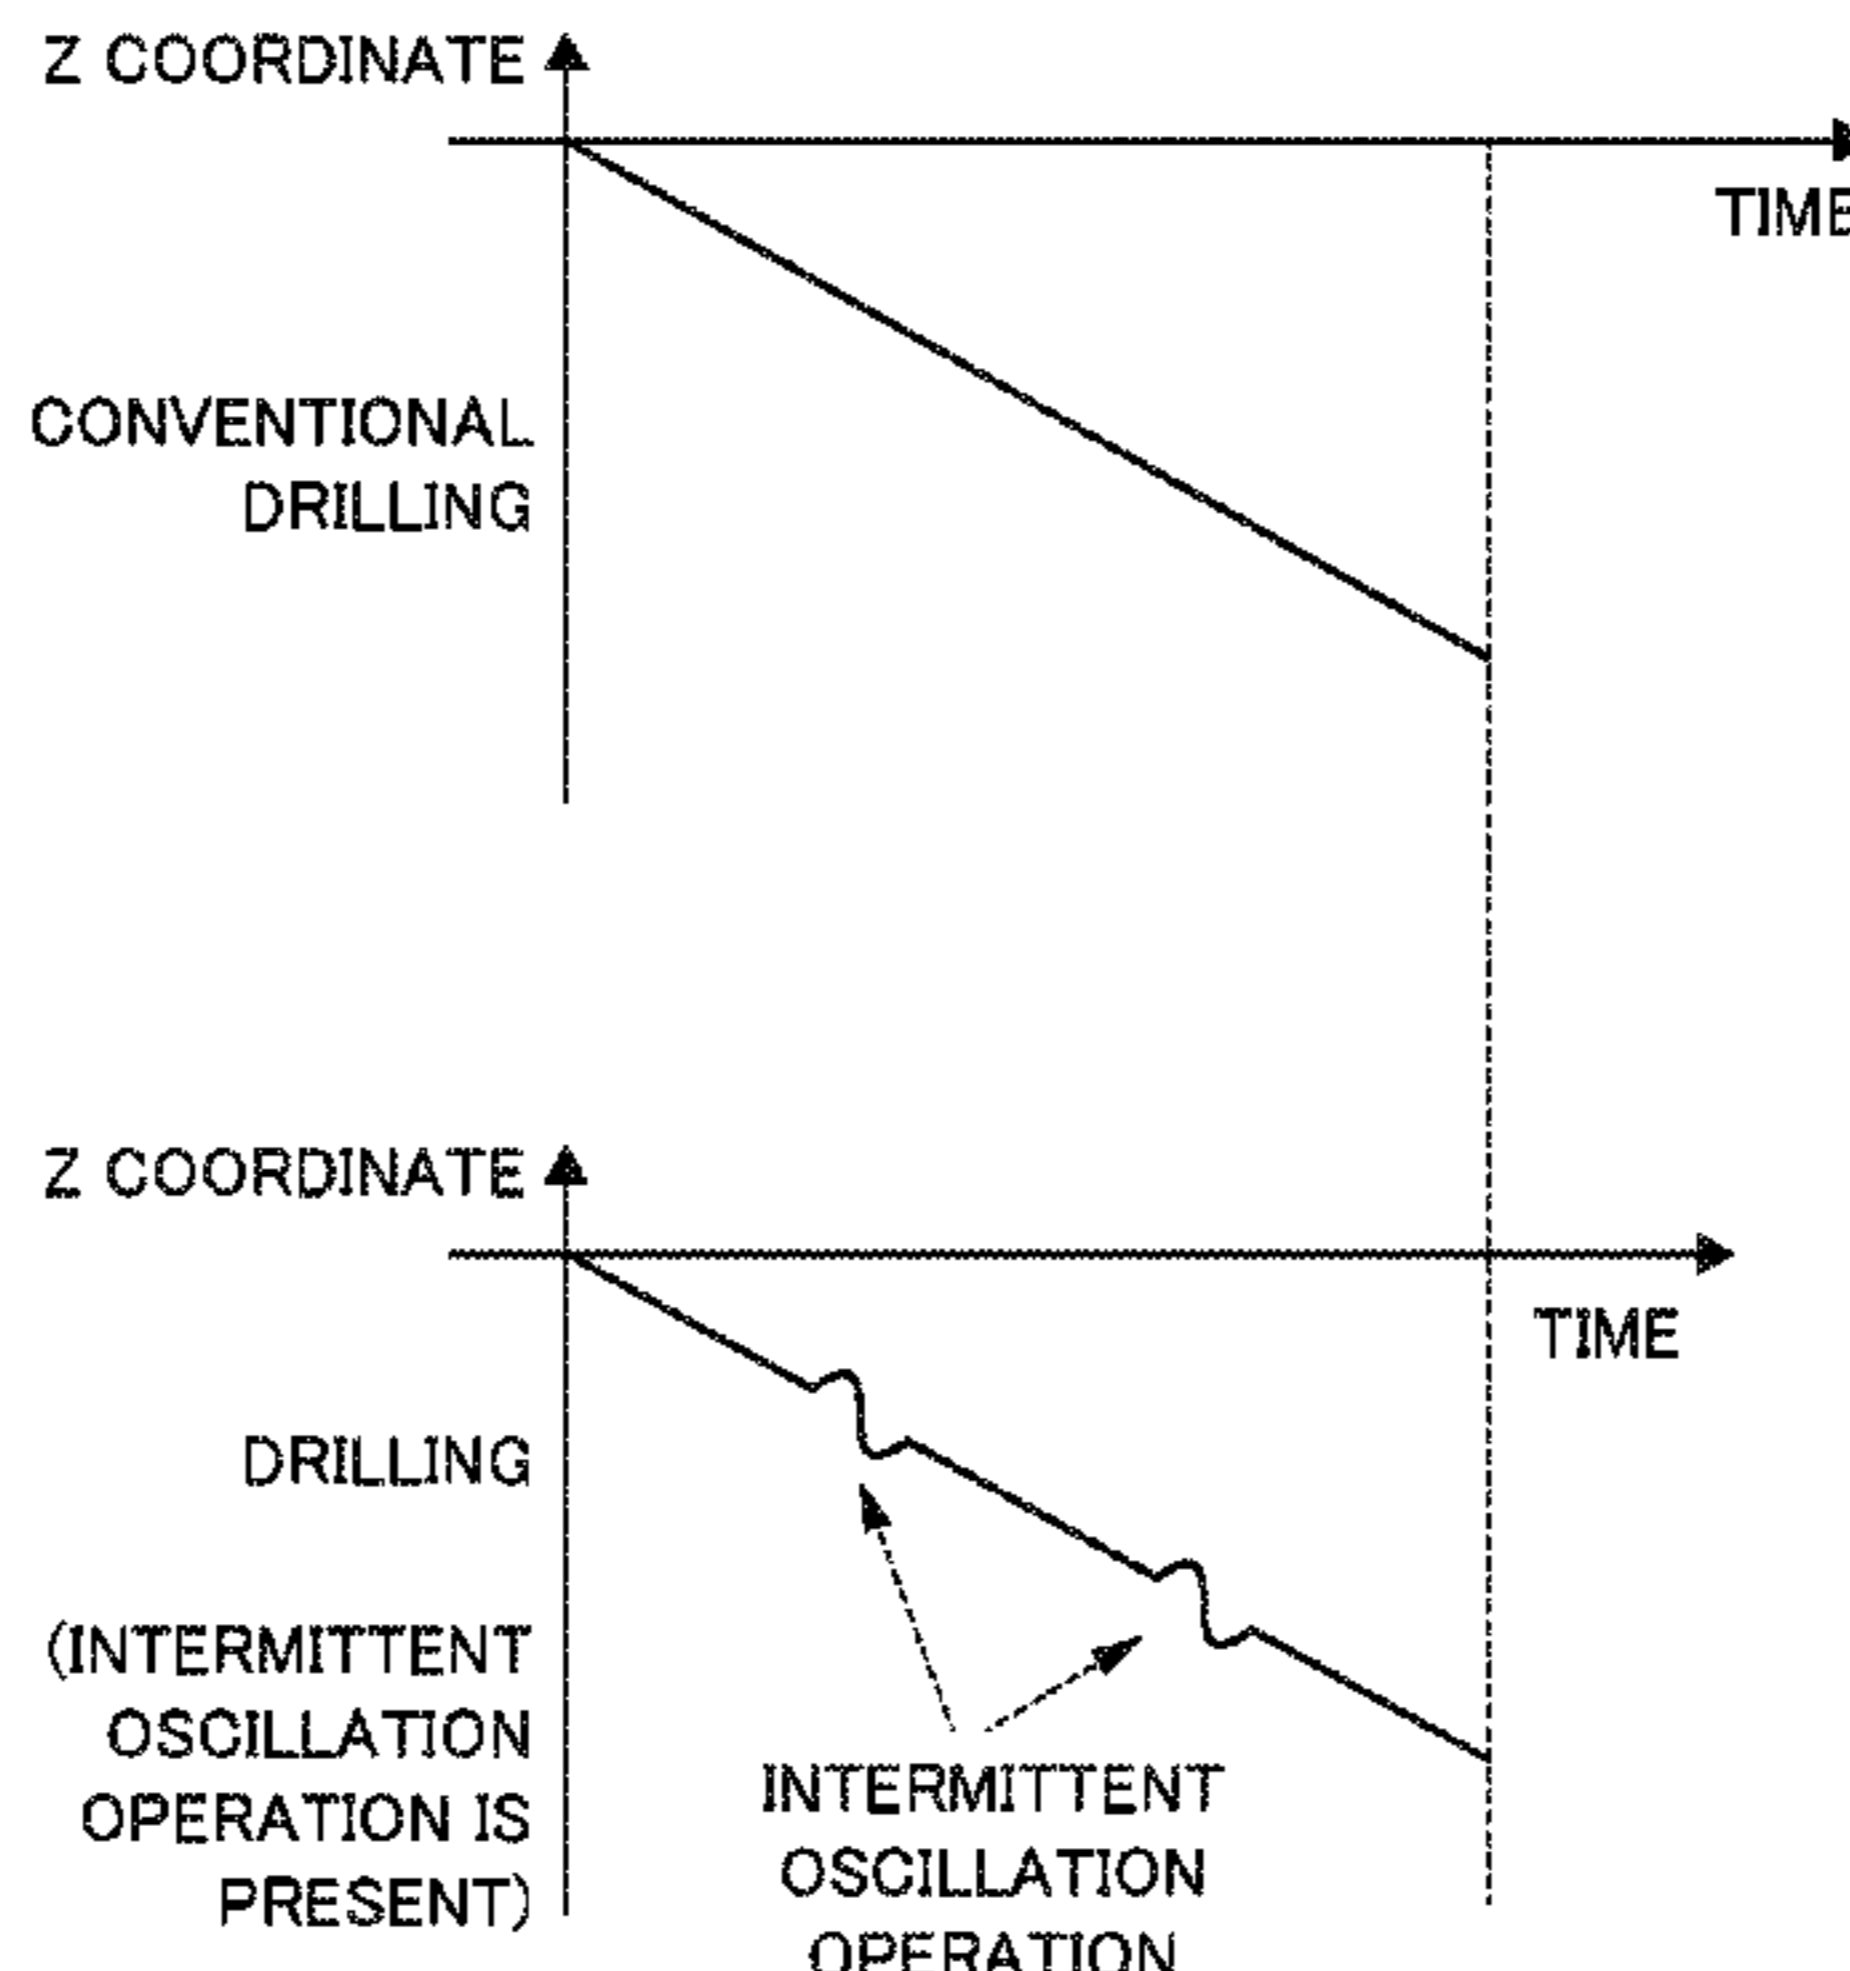 Z COORDINATE
TIME
CONVENTIONAL
DRILLING
Z COORDINATE
TIME
DRILLING
(INTERMITTENT
OSCILLATION
OPERATION IS
PRESENT)
INTERMITTENT
OSCILLATION
OPERATION